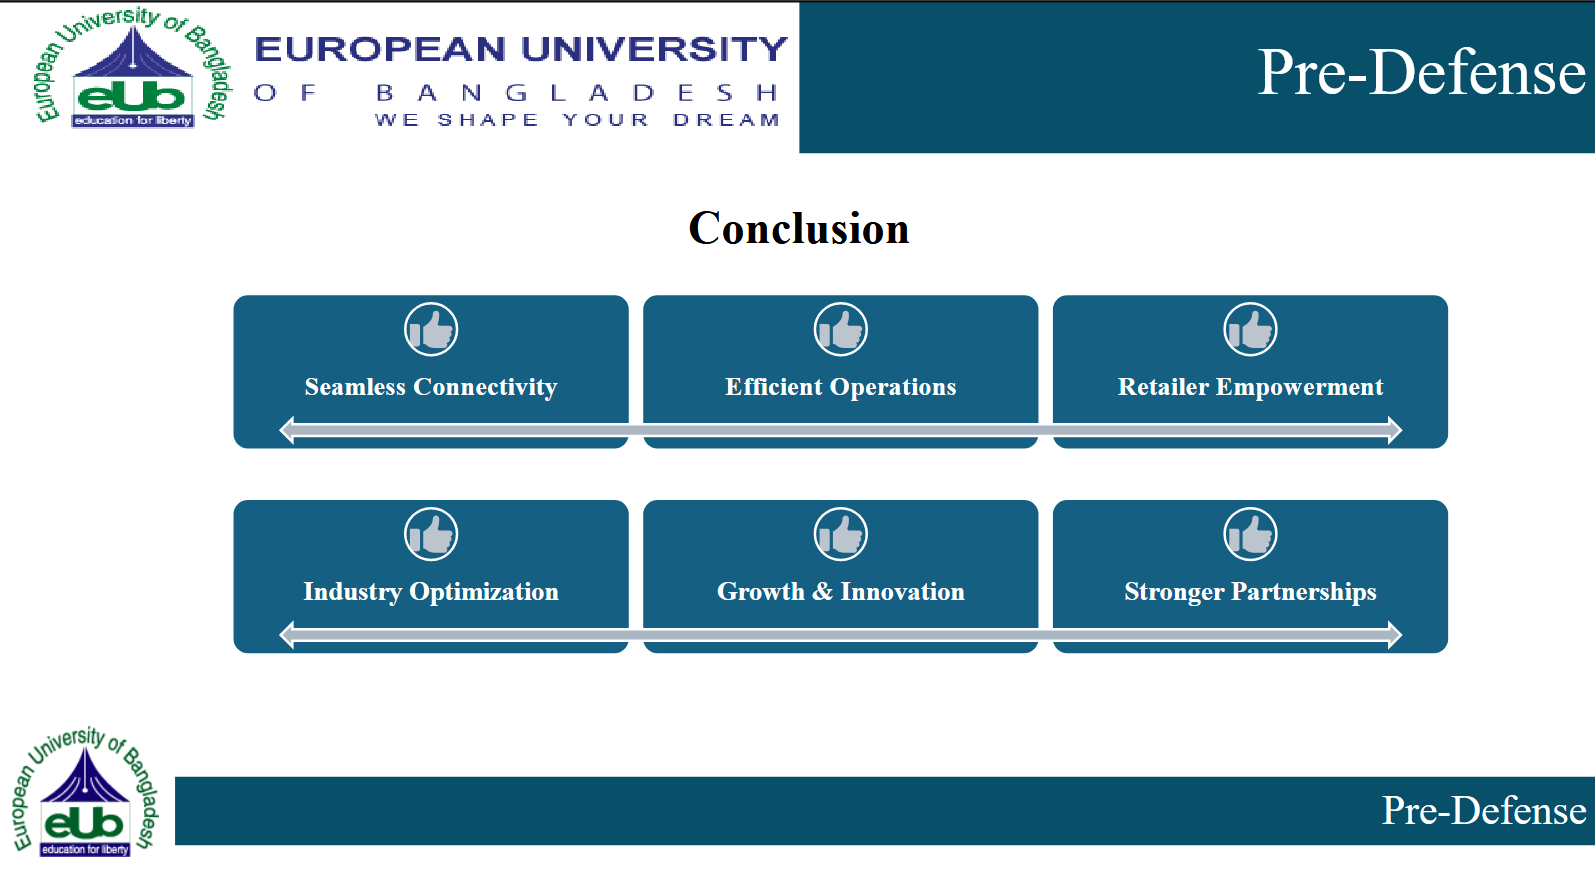 European University of Bangladesh
eUb
education for liberty
EUROPEAN UNIVERSITY
OF BANGLADESH
WE SHAPE YOUR DREAM
Pre-Defense
Conclusion
Seamless Connectivity
Efficient Operations
Retailer Empowerment
Industry Optimization
Growth & Innovation
Stronger Partnerships
European University of Bangladesh
eUb
education for liberty
Pre-Defense